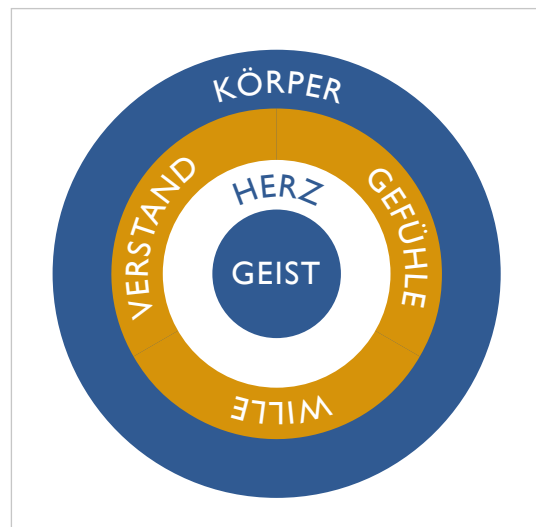 KÖRPER
VERSTAND
GEFÜHLE
HERZ
GEIST
WILLE